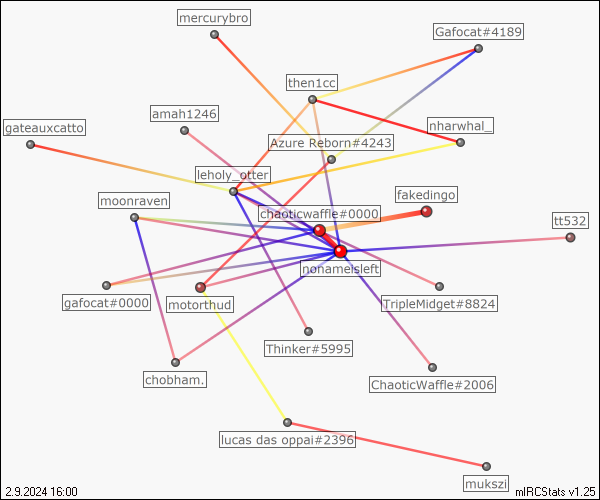 mercurybro
Gafocat#4189
then1cc
amah1246
gateauxcatto
nharwhal_
Azure Reborn#4243
leholy_otter
fakedingo
moonraven
chaoticwaffle#0000
tt532
nonameisleft
gafocat#0000
motorthud
TripleMidget#8824
Thinker#5995
chobham.
ChaoticWaffle#2006
lucas das oppai#2396
mukszi
2.9.2024 16:00
mIRCStats v1.25